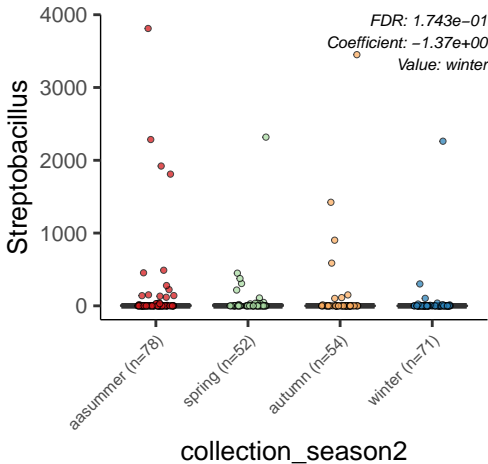 FDR: 1.743e−01
Coefficient: −1.37e+00
Value: winter
4000
3000
2000
1000
0
Streptobacillus
aasummer (n=78)
spring (n=52)
autumn (n=54)
winter (n=71)
collection_season2